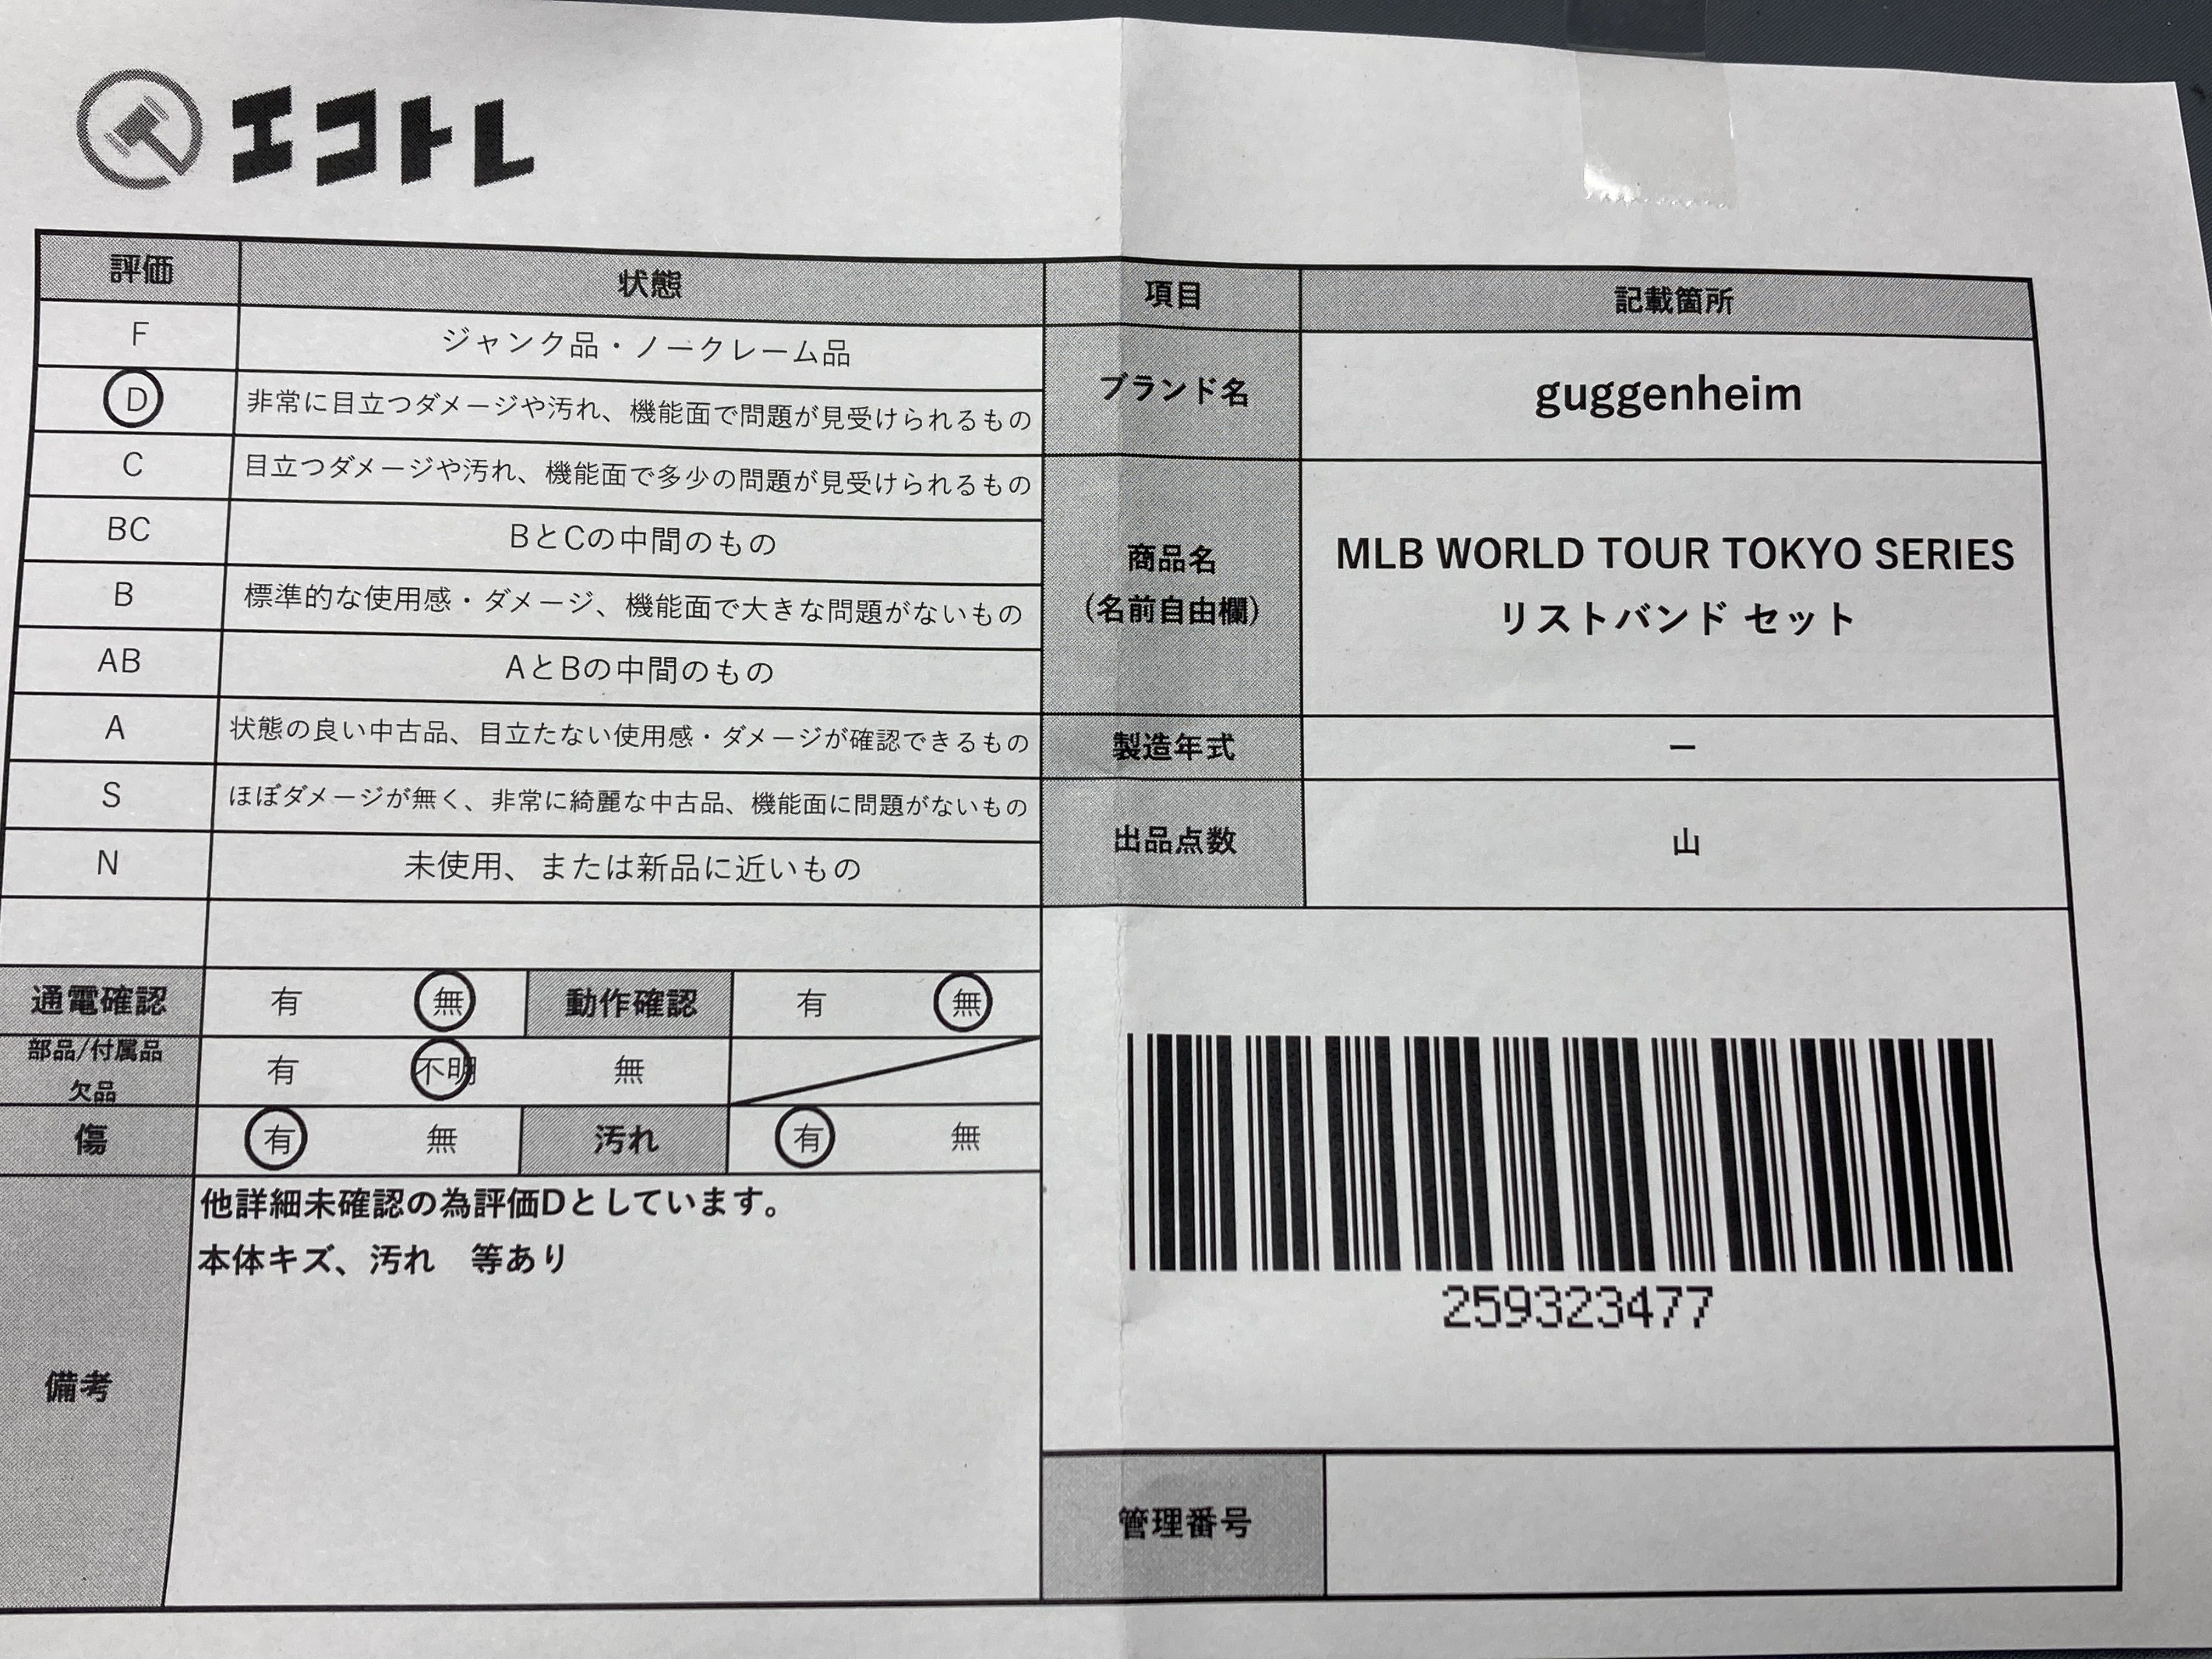 エコトレ
評価 状態
F ジャンク品・ノークレーム品
D 非常に目立つダメージや汚れ、機能面で問題が見受けられるもの
C 目立つダメージや汚れ、機能面で多少の問題が見受けられるもの
BC BとCの中間のもの
B 標準的な使用感・ダメージ、機能面で大きな問題がないもの
AB AとBの中間のもの
A 状態の良い中古品、目立たない使用感・ダメージが確認できるもの
S ほぼダメージが無く、非常に綺麗な中古品、機能面に問題がないもの
N 未使用、または新品に近いもの
通電確認 有 無 動作確認 有 無
部品/付属品
欠品 有 不明 無
傷 有 無 汚れ 有 無
備考
他詳細未確認の為評価Dとしています。
本体キズ、汚れ 等あり
項目 記載箇所
ブランド名 guggenheim
商品名
(名前自由欄)
MLB WORLD TOUR TOKYO SERIES
リストバンド セット
製造年式 ー
出品点数 山
259323477
管理番号